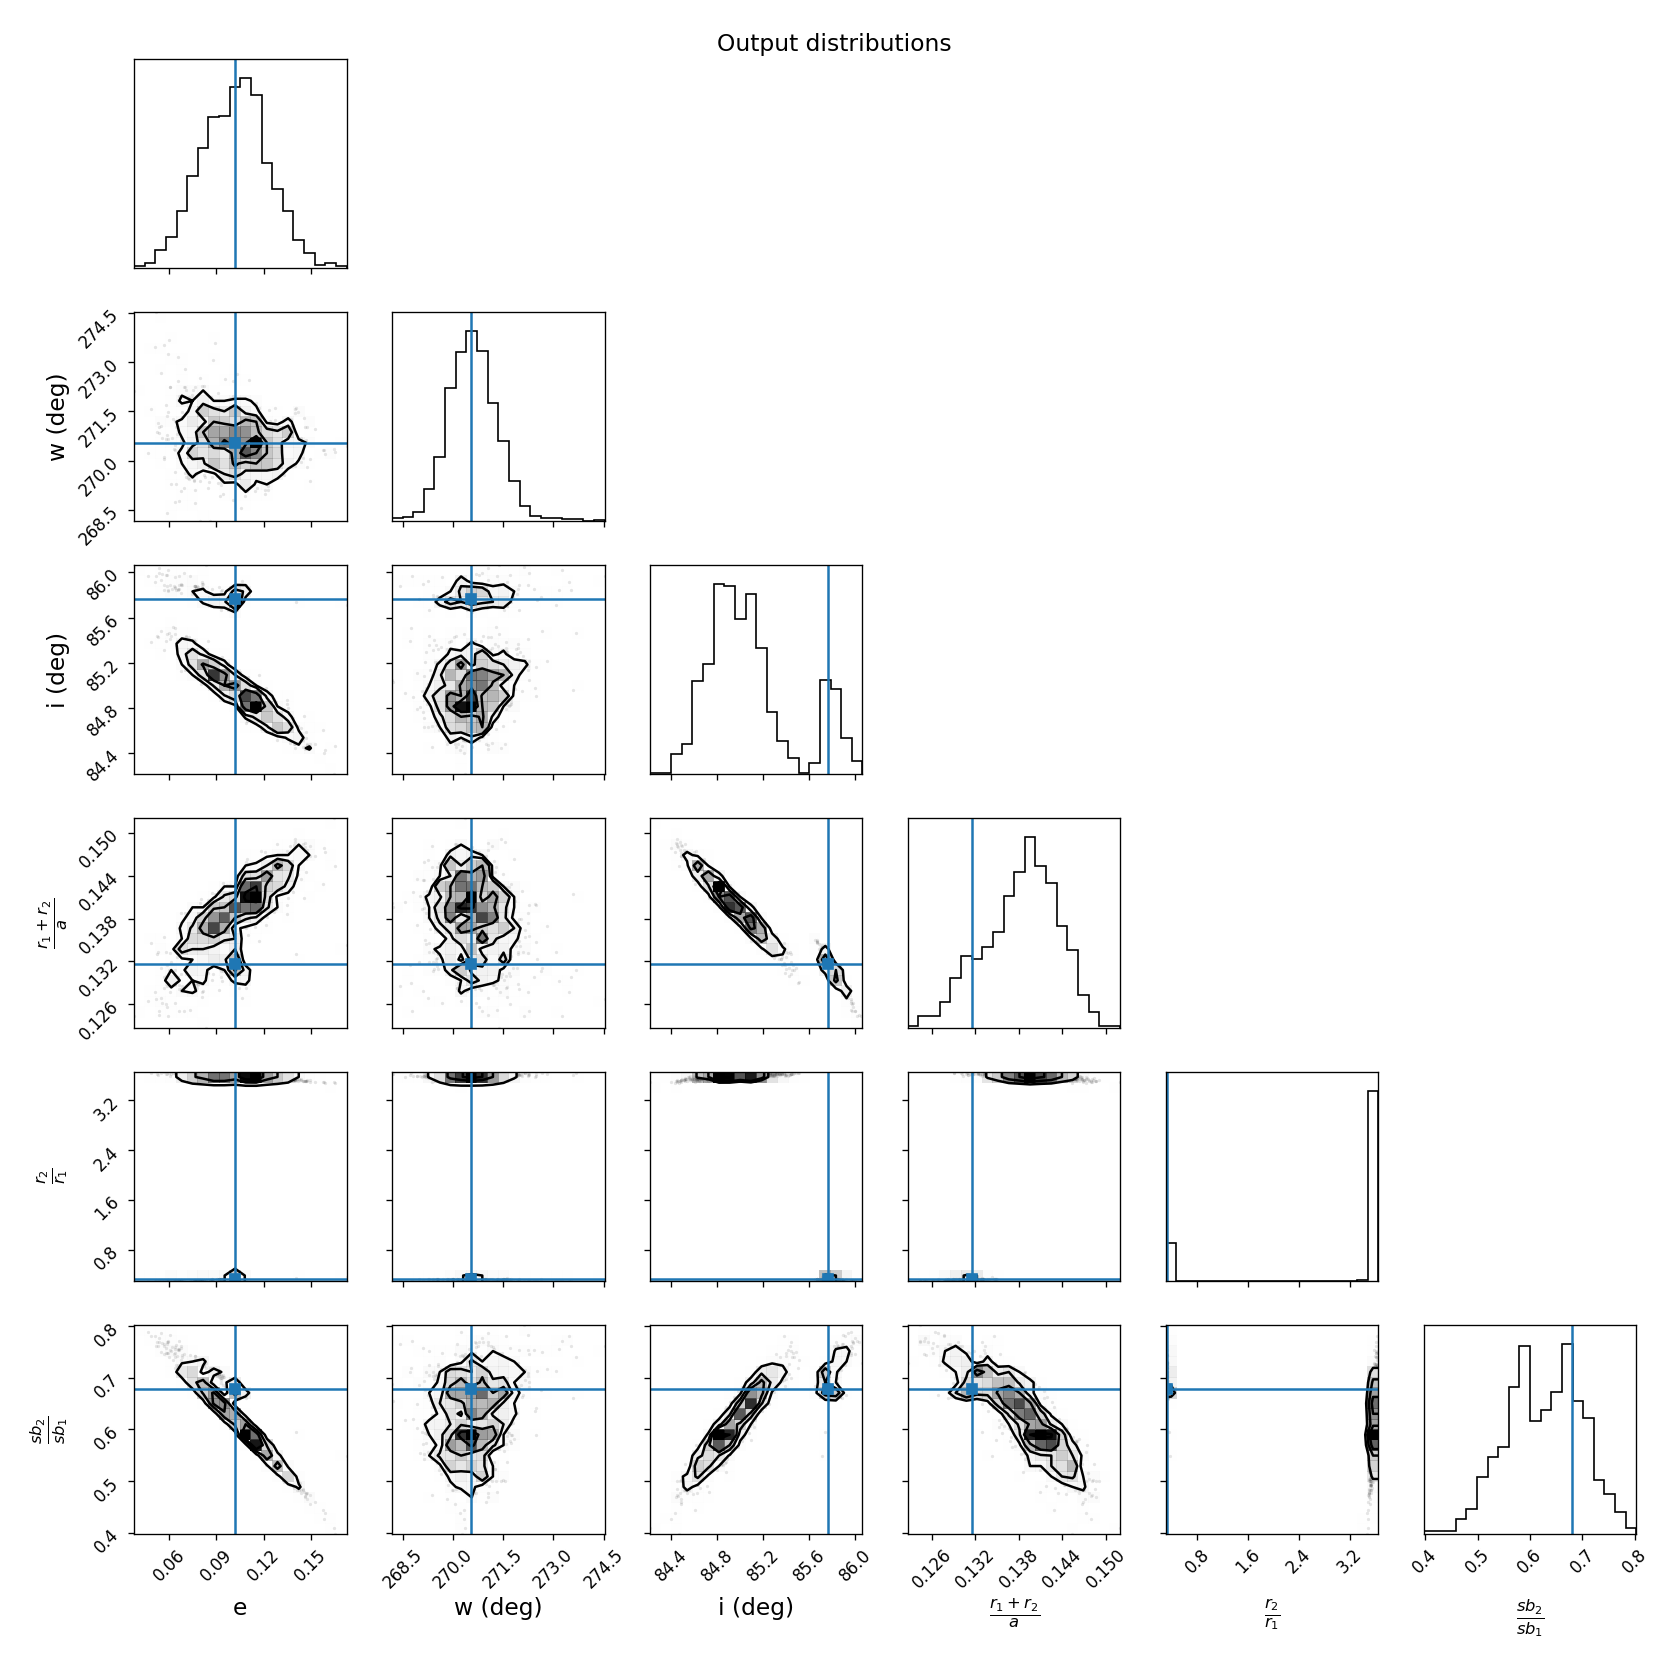 Output distributions
w (deg)
274.5
273.0
271.5
270.0
268.5
i (deg)
86.0
85.6
85.2
84.8
84.4
r₁ + r₂
a
0.150
0.144
0.138
0.132
0.126
r₂
r₁
3.2
2.4
1.6
0.8
sb₂
sb₁
0.8
0.7
0.6
0.5
0.4
0.06 0.09 0.12 0.15
268.5 270.0 271.5 273.0 274.5
84.4 84.8 85.2 85.6 86.0
0.126 0.132 0.138 0.144 0.150
0.8 1.6 2.4 3.2
0.4 0.5 0.6 0.7 0.8
e
w (deg)
i (deg)
r₁ + r₂
a
r₂
r₁
sb₂
sb₁